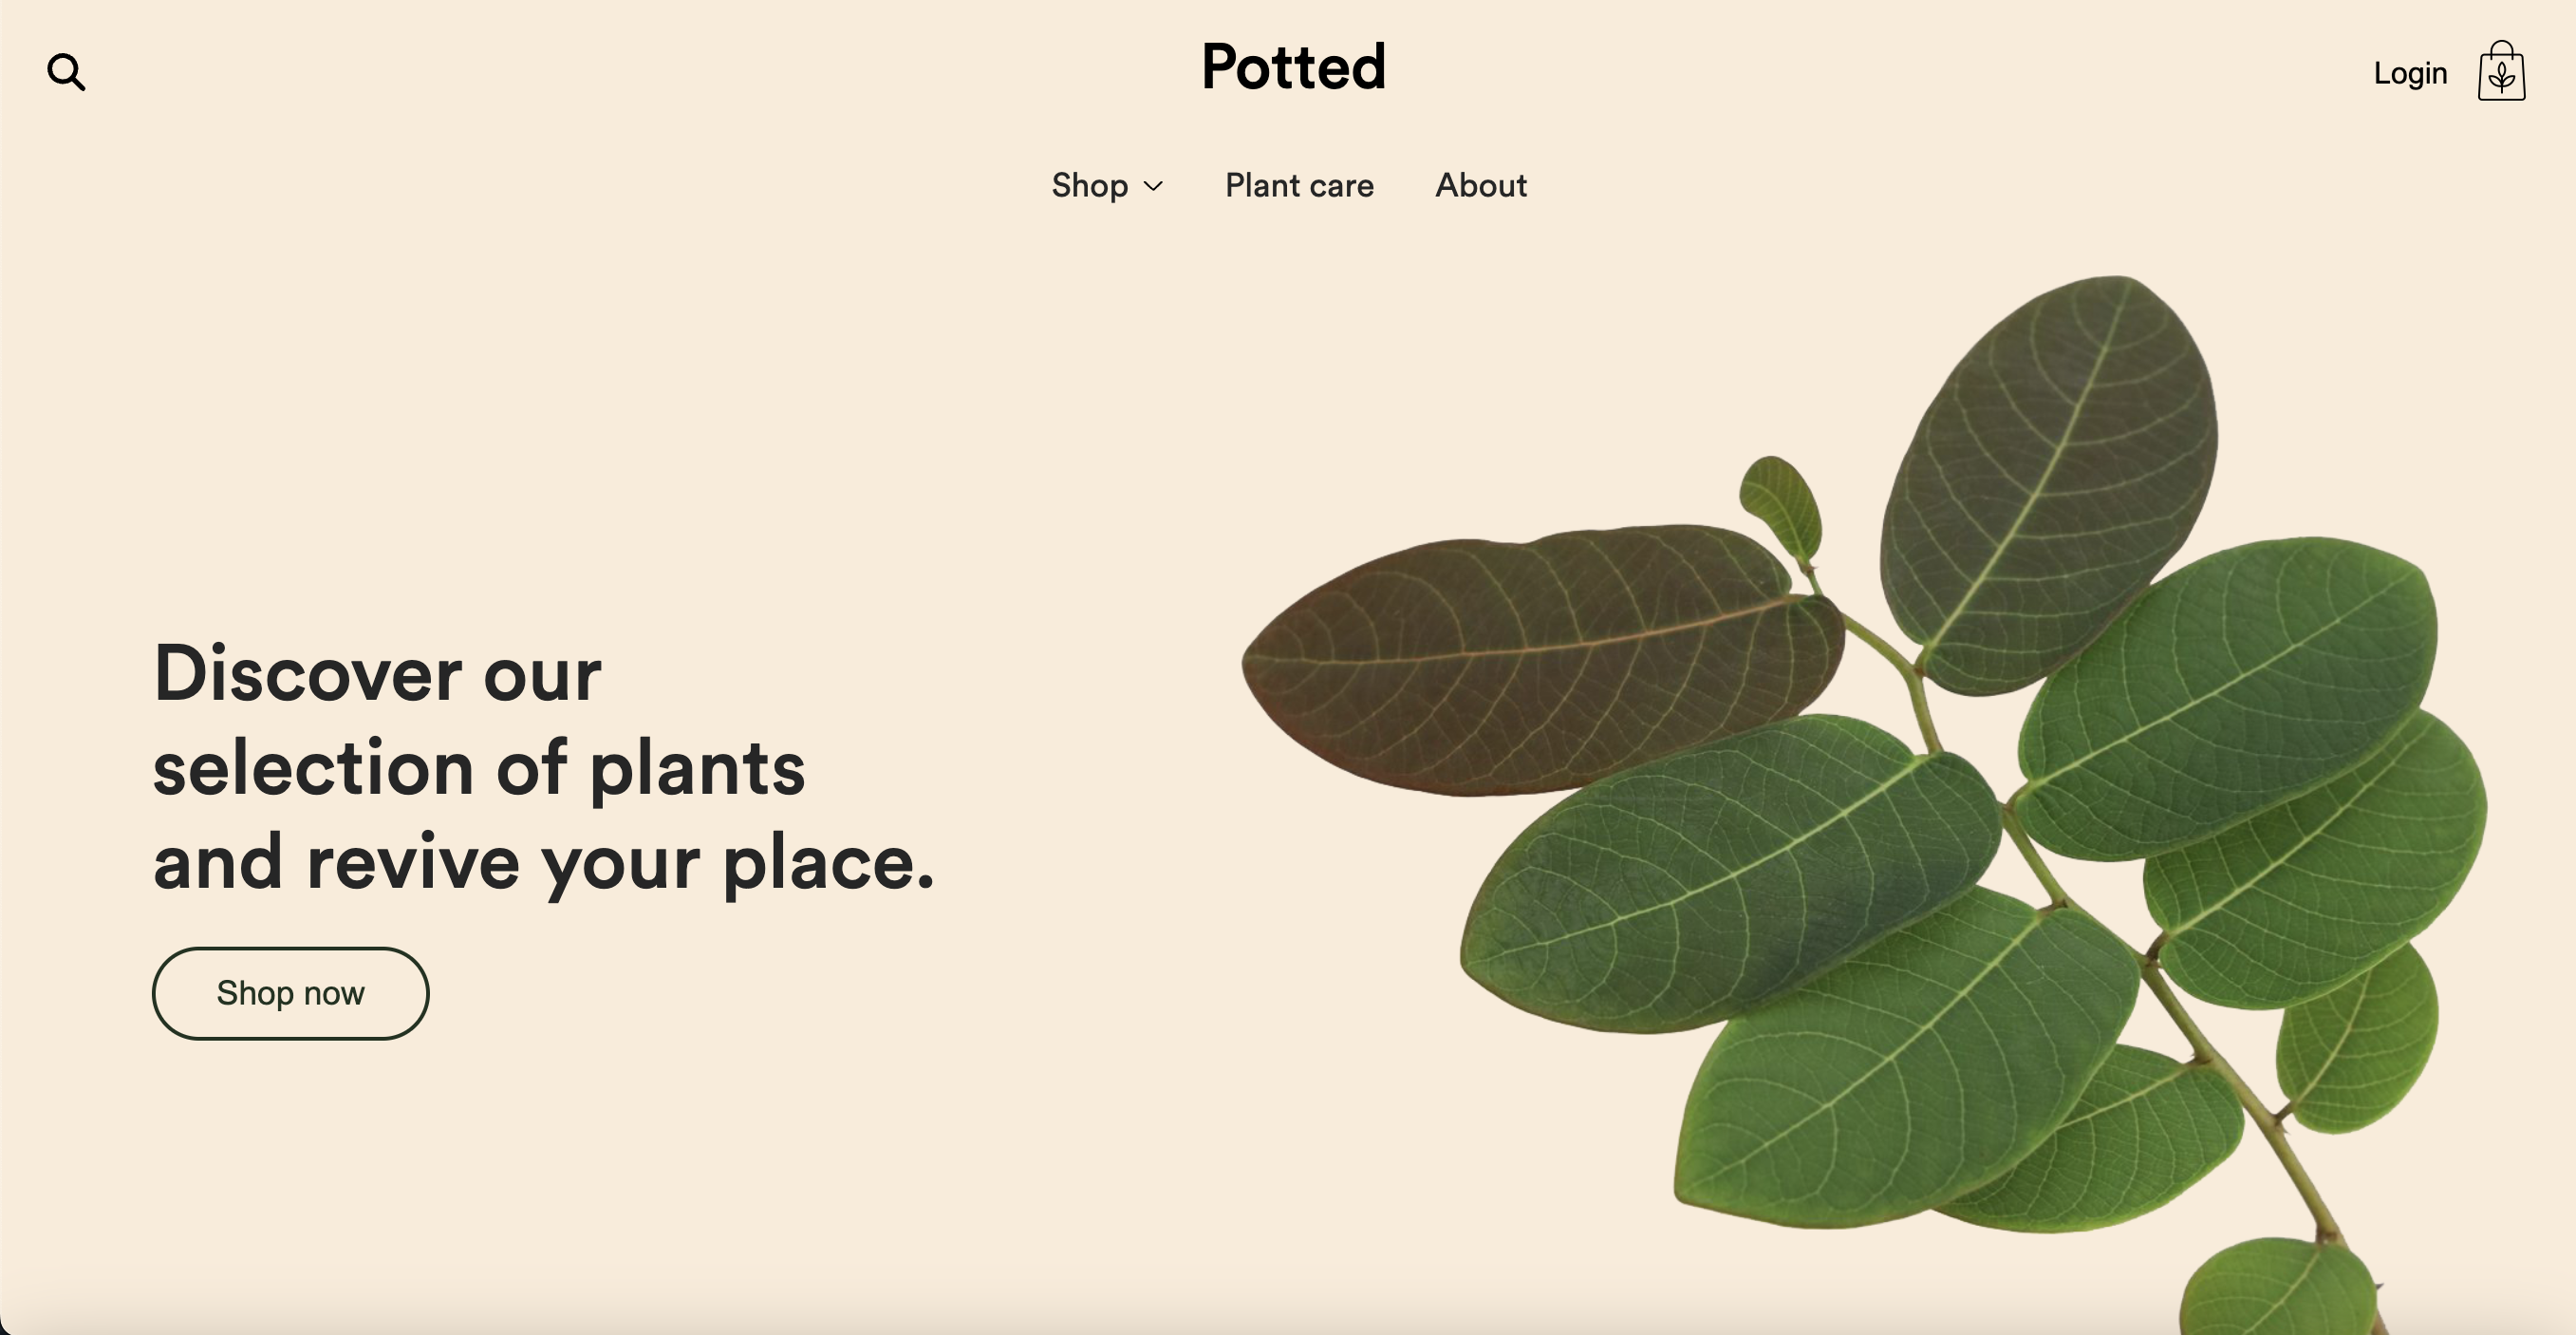 Potted
Login
Shop
Plant care
About
Discover our
selection of plants
and revive your place.
Shop now